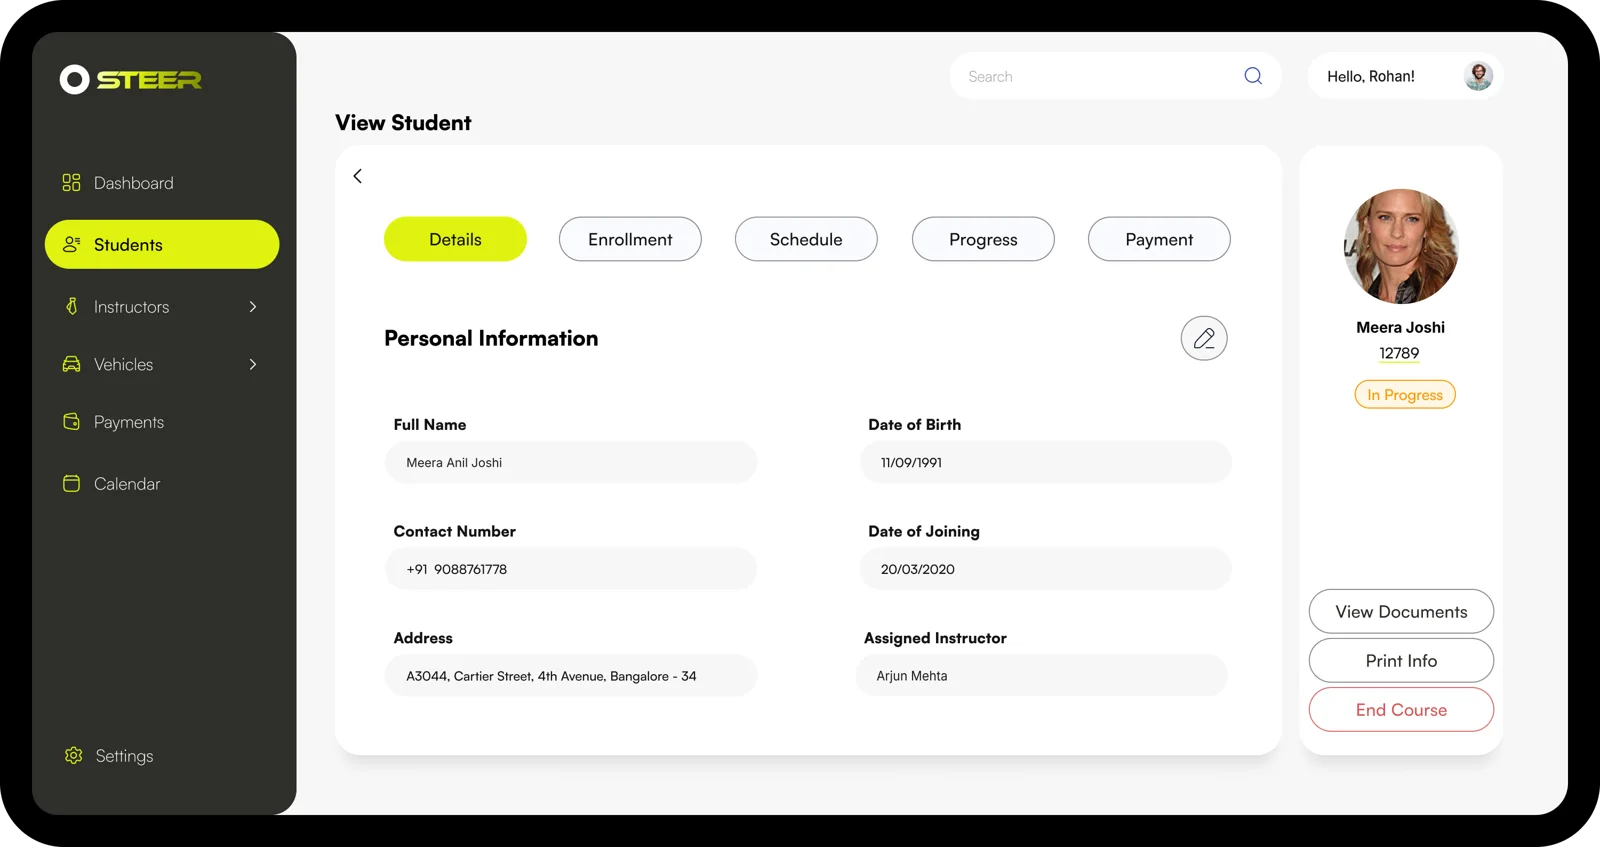 STEER
Dashboard
Students
Instructors
Vehicles
Payments
Calendar
Settings
Search
Hello, Rohan!
View Student
Details
Enrollment
Schedule
Progress
Payment
Personal Information
Full Name
Meera Anil Joshi
Date of Birth
11/09/1991
Contact Number
+91 9088761778
Date of Joining
20/03/2020
Address
A3044, Cartier Street, 4th Avenue, Bangalore - 34
Assigned Instructor
Arjun Mehta
Meera Joshi
12789
In Progress
View Documents
Print Info
End Course